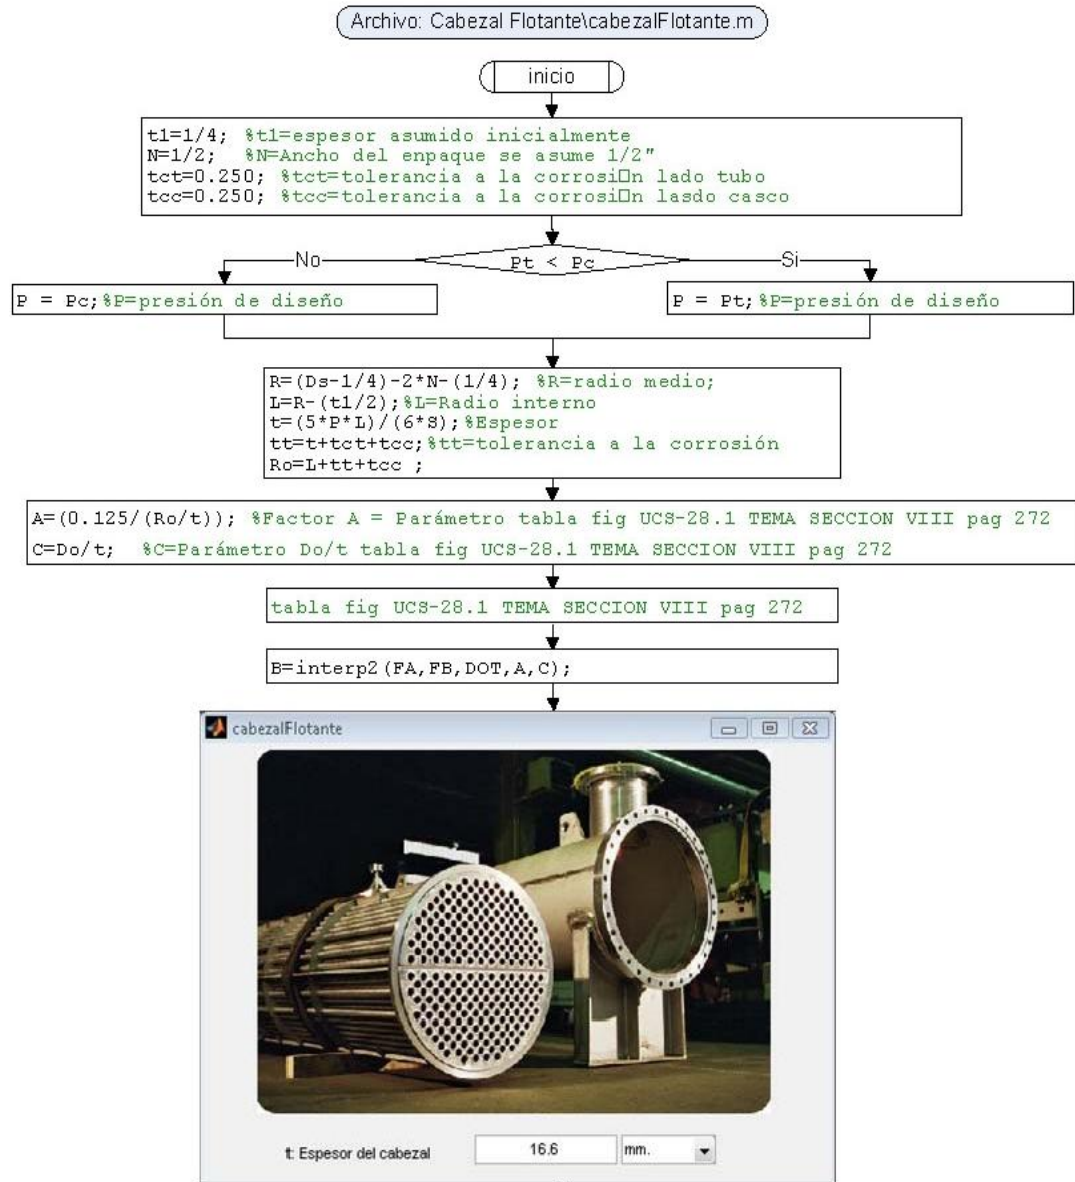 Archivo: Cabezal Flotante\cabezalFlotante.m
inicio
t1=1/4; %t1=espesor asumido inicialmente
N=1/2; %N=Ancho del enpaque se asume 1/2"
tct=0.250; %tct=tolerancia a la corrosi□n lado tubo
tcc=0.250; %tcc=tolerancia a la corrosi□n lasdo casco
No
Pt < Pc
Si
P = Pc;%P=presión de diseño
P = Pt;%P=presión de diseño
R=(Ds-1/4)-2*N-(1/4); %R=radio medio;
L=R-(t1/2);%L=Radio interno
t=(5*P*L)/(6*S);%Espesor
tt=t+tct+tcc;%tt=tolerancia a la corrosión
Ro=L+tt+tcc ;
A=(0.125/(Ro/t)); %Factor A = Parámetro tabla fig UCS-28.1 TEMA SECCION VIII pag 272
C=Do/t; %C=Parámetro Do/t tabla fig UCS-28.1 TEMA SECCION VIII pag 272
tabla fig UCS-28.1 TEMA SECCION VIII pag 272
B=interp2(FA,FB,DOT,A,C);
cabezalFlotante
t: Espesor del cabezal 16.6 mm.